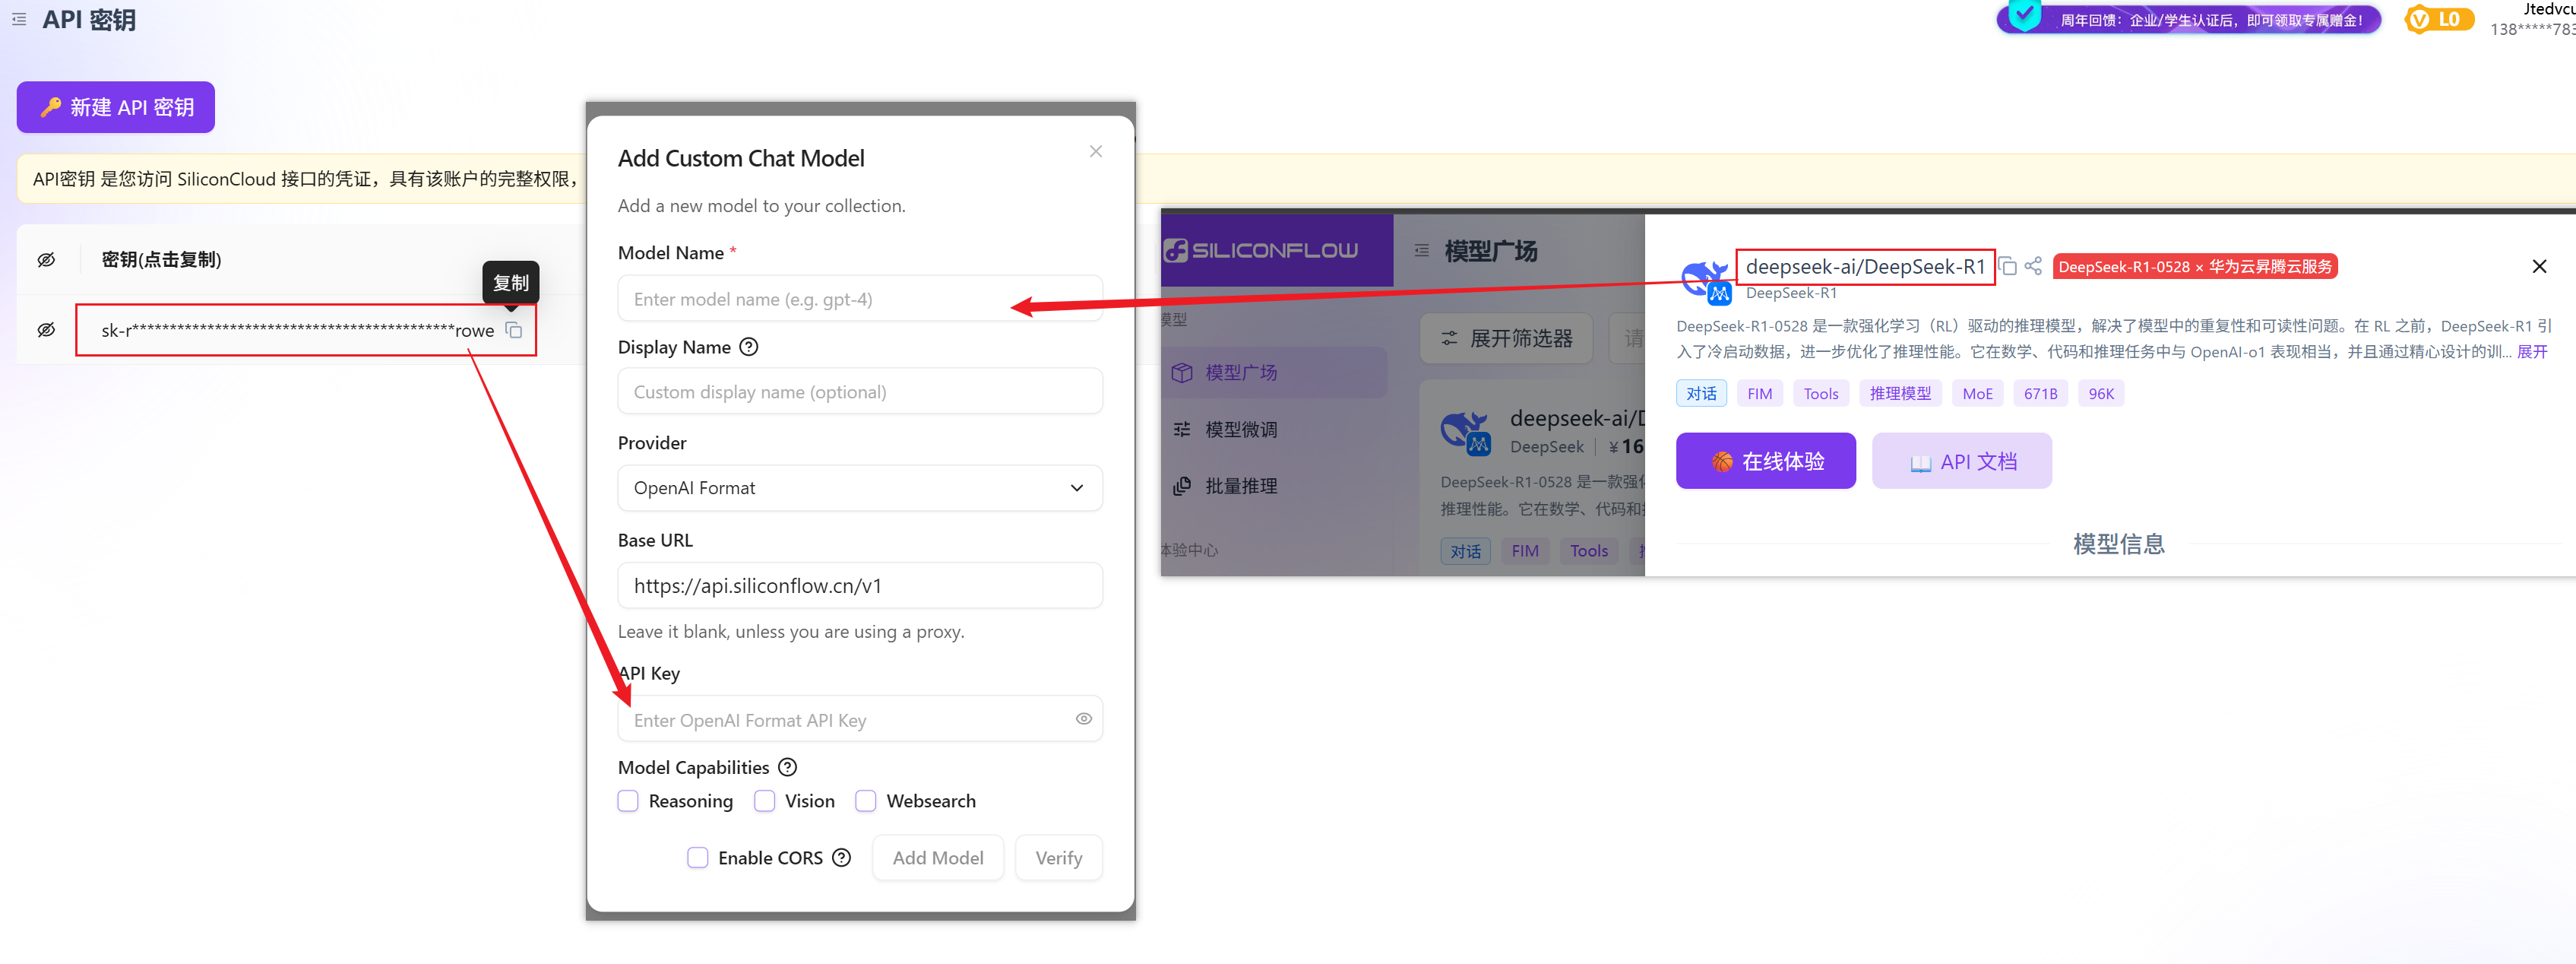 API 密钥
周年回馈：企业/学生认证后，即可领取专属赠金！
L0
Jtedvcu
138*****783
新建 API 密钥
API密钥 是您访问 SiliconCloud 接口的凭证，具有该账户的完整权限，
密钥(点击复制)
复制
sk-r*******************************************rowe
Add Custom Chat Model
Add a new model to your collection.
Model Name *
Enter model name (e.g. gpt-4)
Display Name
Custom display name (optional)
Provider
OpenAI Format
Base URL
https://api.siliconflow.cn/v1
Leave it blank, unless you are using a proxy.
API Key
Enter OpenAI Format API Key
Model Capabilities
Reasoning Vision Websearch
Enable CORS Add Model Verify
SILICONFLOW
模型
模型广场
模型微调
批量推理
体验中心
模型广场
展开筛选器
请
deepseek-ai/D
DeepSeek ¥ 16
DeepSeek-R1-0528 是一款强化
推理性能。它在数学、代码和
对话 FIM Tools
deepseek-ai/DeepSeek-R1
DeepSeek-R1-0528 × 华为云昇腾云服务
DeepSeek-R1
DeepSeek-R1-0528 是一款强化学习（RL）驱动的推理模型，解决了模型中的重复性和可读性问题。在 RL 之前，DeepSeek-R1 引
入了冷启动数据，进一步优化了推理性能。它在数学、代码和推理任务中与 OpenAI-o1 表现相当，并且通过精心设计的训... 展开
对话 FIM Tools 推理模型 MoE 671B 96K
在线体验 API 文档
模型信息